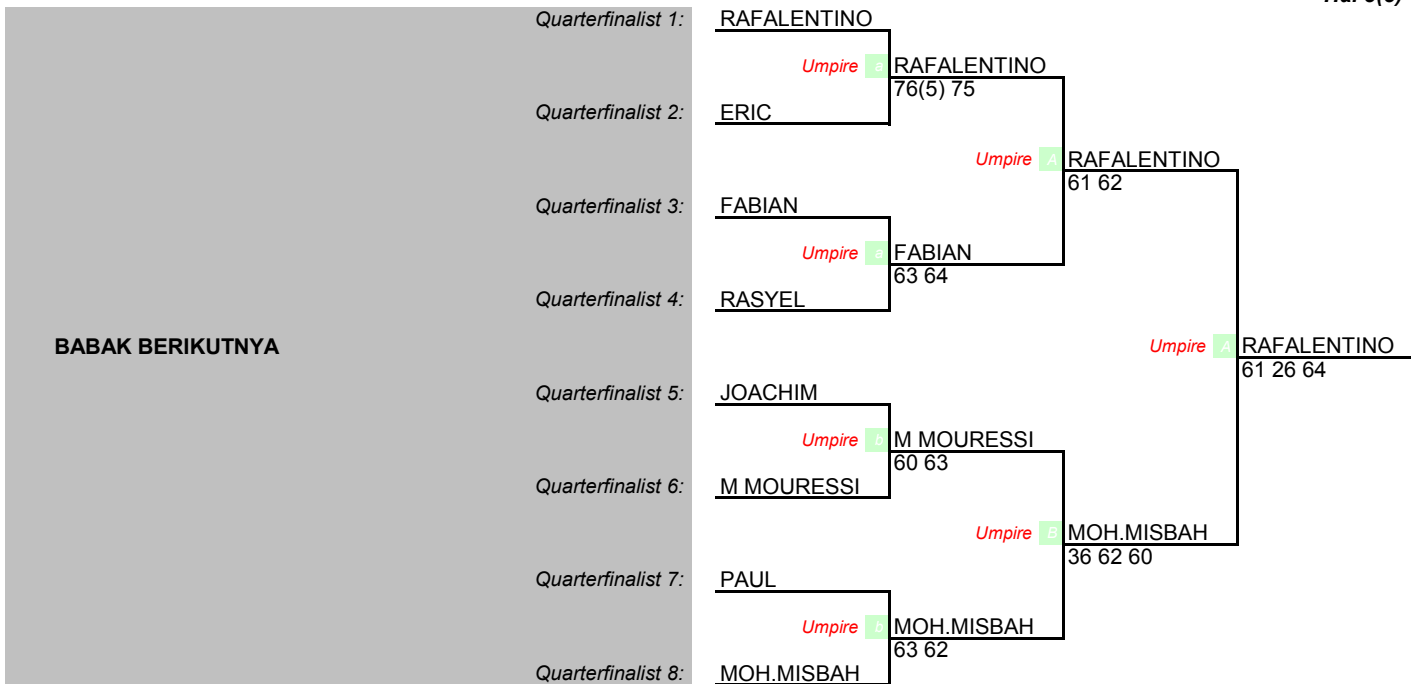 Quarterfinalist 1: RAFALENTINO
Umpire a RAFALENTINO
76(5) 75
Quarterfinalist 2: ERIC
Umpire A RAFALENTINO
61 62
Quarterfinalist 3: FABIAN
Umpire a FABIAN
63 64
Quarterfinalist 4: RASYEL
BABAK BERIKUTNYA
Umpire A RAFALENTINO
61 26 64
Quarterfinalist 5: JOACHIM
Umpire b M MOURESSI
60 63
Quarterfinalist 6: M MOURESSI
Umpire B MOH.MISBAH
36 62 60
Quarterfinalist 7: PAUL
Umpire b MOH.MISBAH
63 62
Quarterfinalist 8: MOH.MISBAH